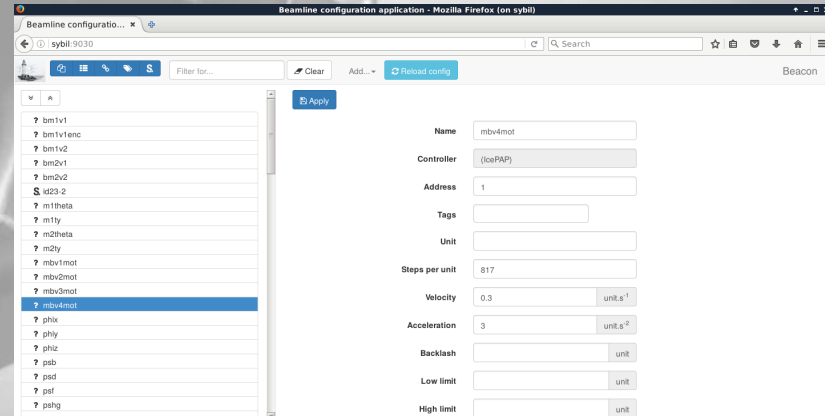 Beamline configuration application - Mozilla Firefox (on sybil)
Beamline configuratio...
sybil:9030
Search
Filter for...
Clear
Add...
Reload config
Beacon
Apply
? bm1v1
? bm1v1enc
? bm1v2
? bm2v1
? bm2v2
S id23-2
? m1theta
? m1ty
? m2theta
? m2ty
? mbv1mot
? mbv2mot
? mbv3mot
? mbv4mot
? phix
? phiy
? phiz
? psb
? psd
? psf
? pshg
Name mbv4mot
Controller (IcePAP)
Address 1
Tags
Unit
Steps per unit 817
Velocity 0.3 unit.s-1
Acceleration 3 unit.s-2
Backlash unit
Low limit unit
High limit unit